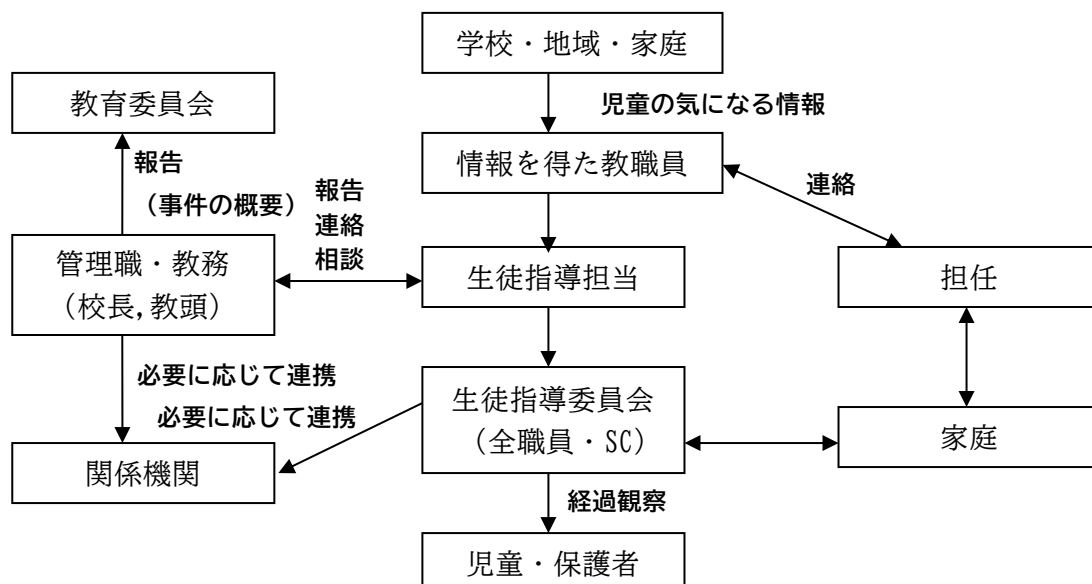 学校・地域・家庭
教育委員会
児童の気になる情報
報告
(事件の概要)
情報を得た教職員
連絡
報告
連絡
相談
管理職・教務
(校長,教頭)
生徒指導担当
担任
必要に応じて連携
必要に応じて連携
生徒指導委員会
(全職員・SC)
家庭
関係機関
経過観察
児童・保護者